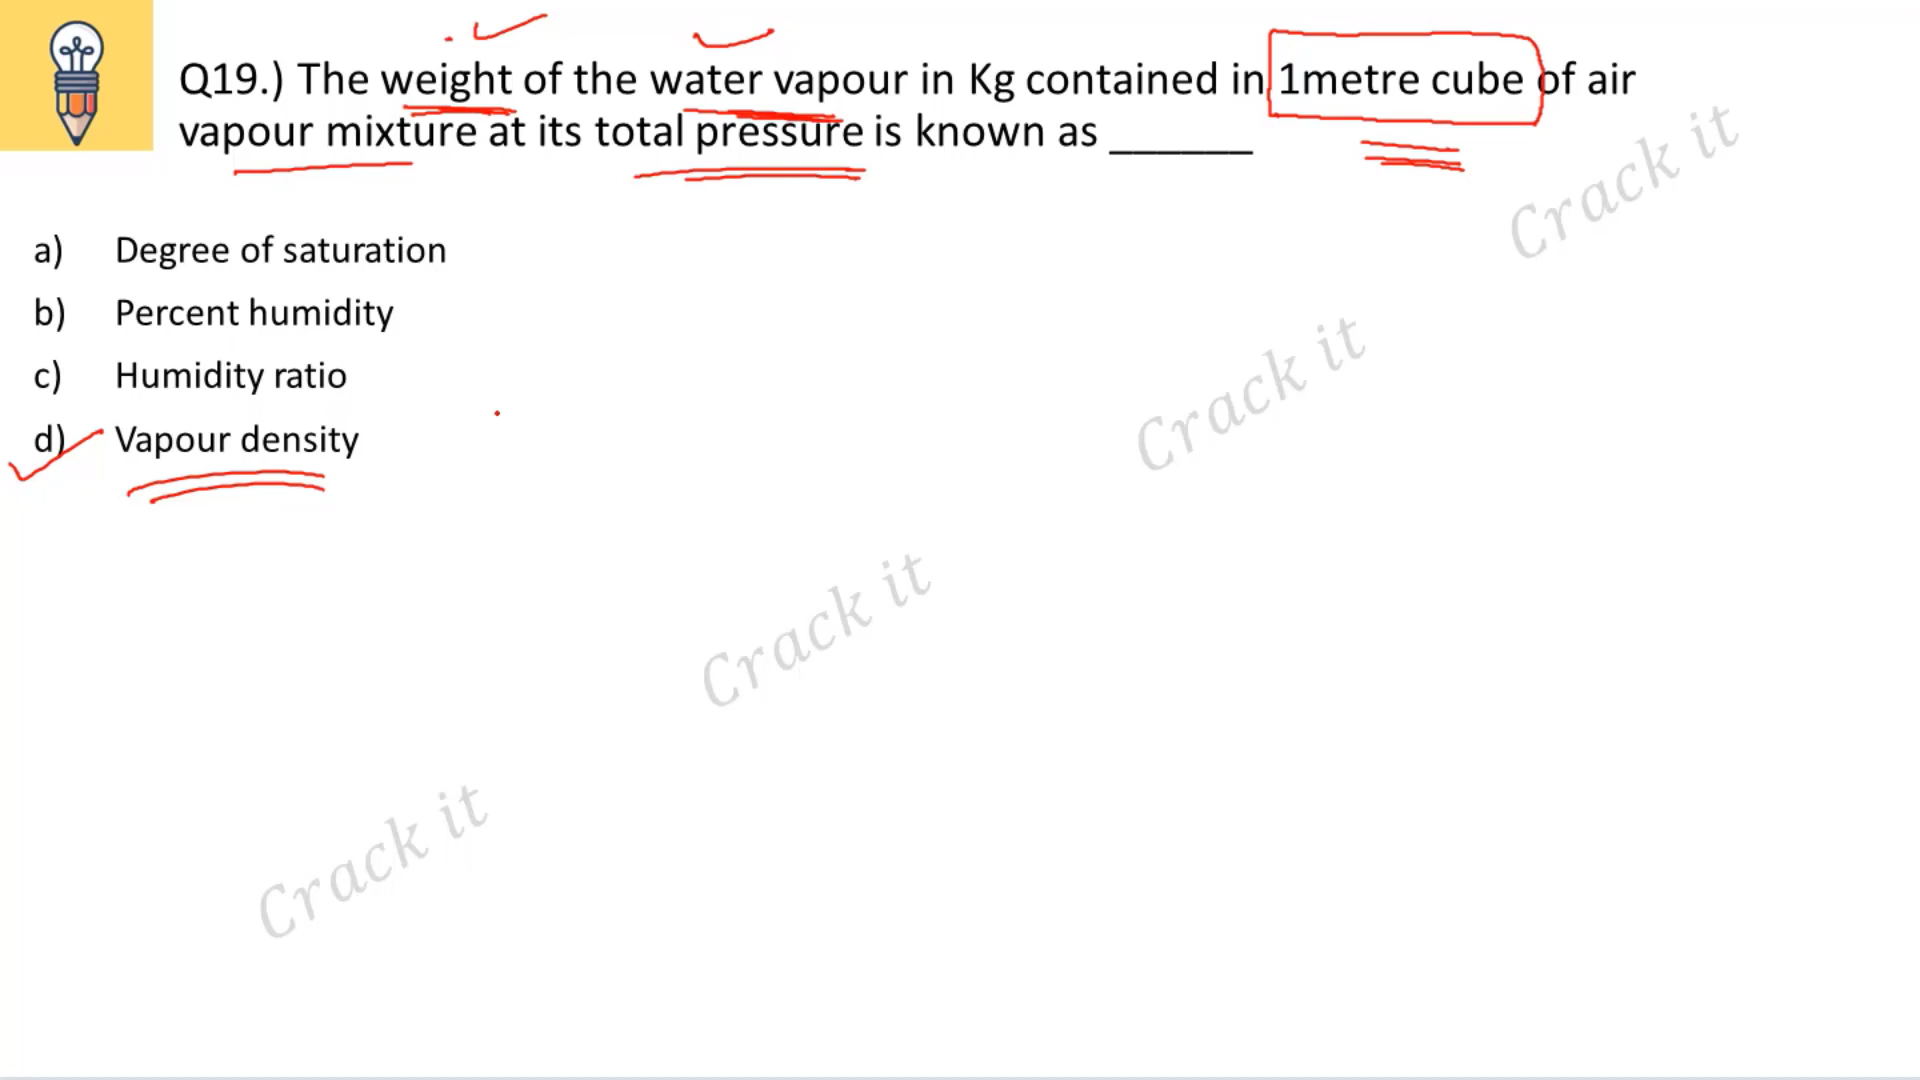 Q19.) The weight of the water vapour in Kg contained in 1metre cube of air
vapour mixture at its total pressure is known as ______
a) Degree of saturation
b) Percent humidity
c) Humidity ratio
d) Vapour density
Crack it
Crack it
Crack it
Crack it